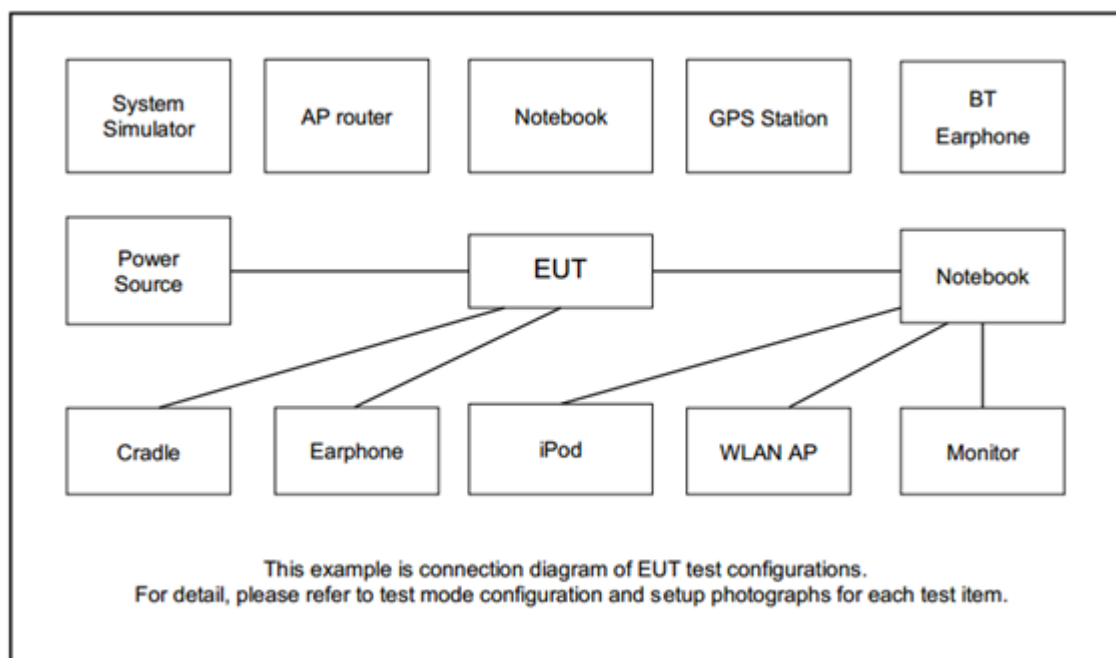 System
Simulator
AP router
Notebook
GPS Station
BT
Earphone
Power
Source
EUT
Notebook
Cradle
Earphone
iPod
WLAN AP
Monitor
This example is connection diagram of EUT test configurations.
For detail, please refer to test mode configuration and setup photographs for each test item.